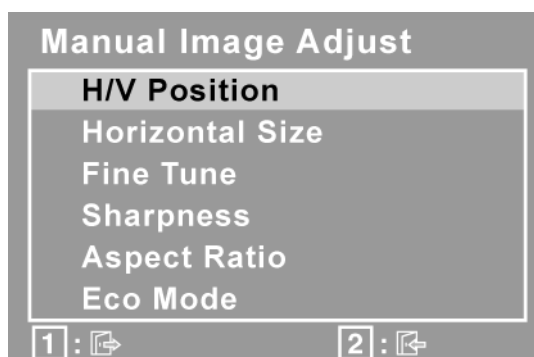 Manual Image Adjust
H/V Position
Horizontal Size
Fine Tune
Sharpness
Aspect Ratio
Eco Mode
1: 2: